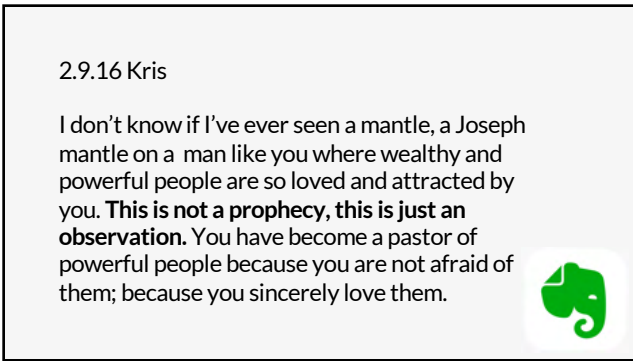 2.9.16 Kris
I don’t know if I’ve ever seen a mantle, a Joseph
mantle on a  man like you where wealthy and
powerful people are so loved and attracted by
you. This is not a prophecy, this is just an
observation. You have become a pastor of
powerful people because you are not afraid of
them; because you sincerely love them.